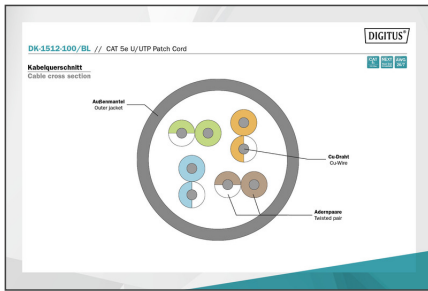 DIGITUS®
DK-1512-100/BL // CAT 5e U/UTP Patch Cord
Kabelquerschnitt
Cable cross section
Außenmantel
Outer jacket
Cu-Draht
Cu-Wire
Adernpaare
Twisted pair